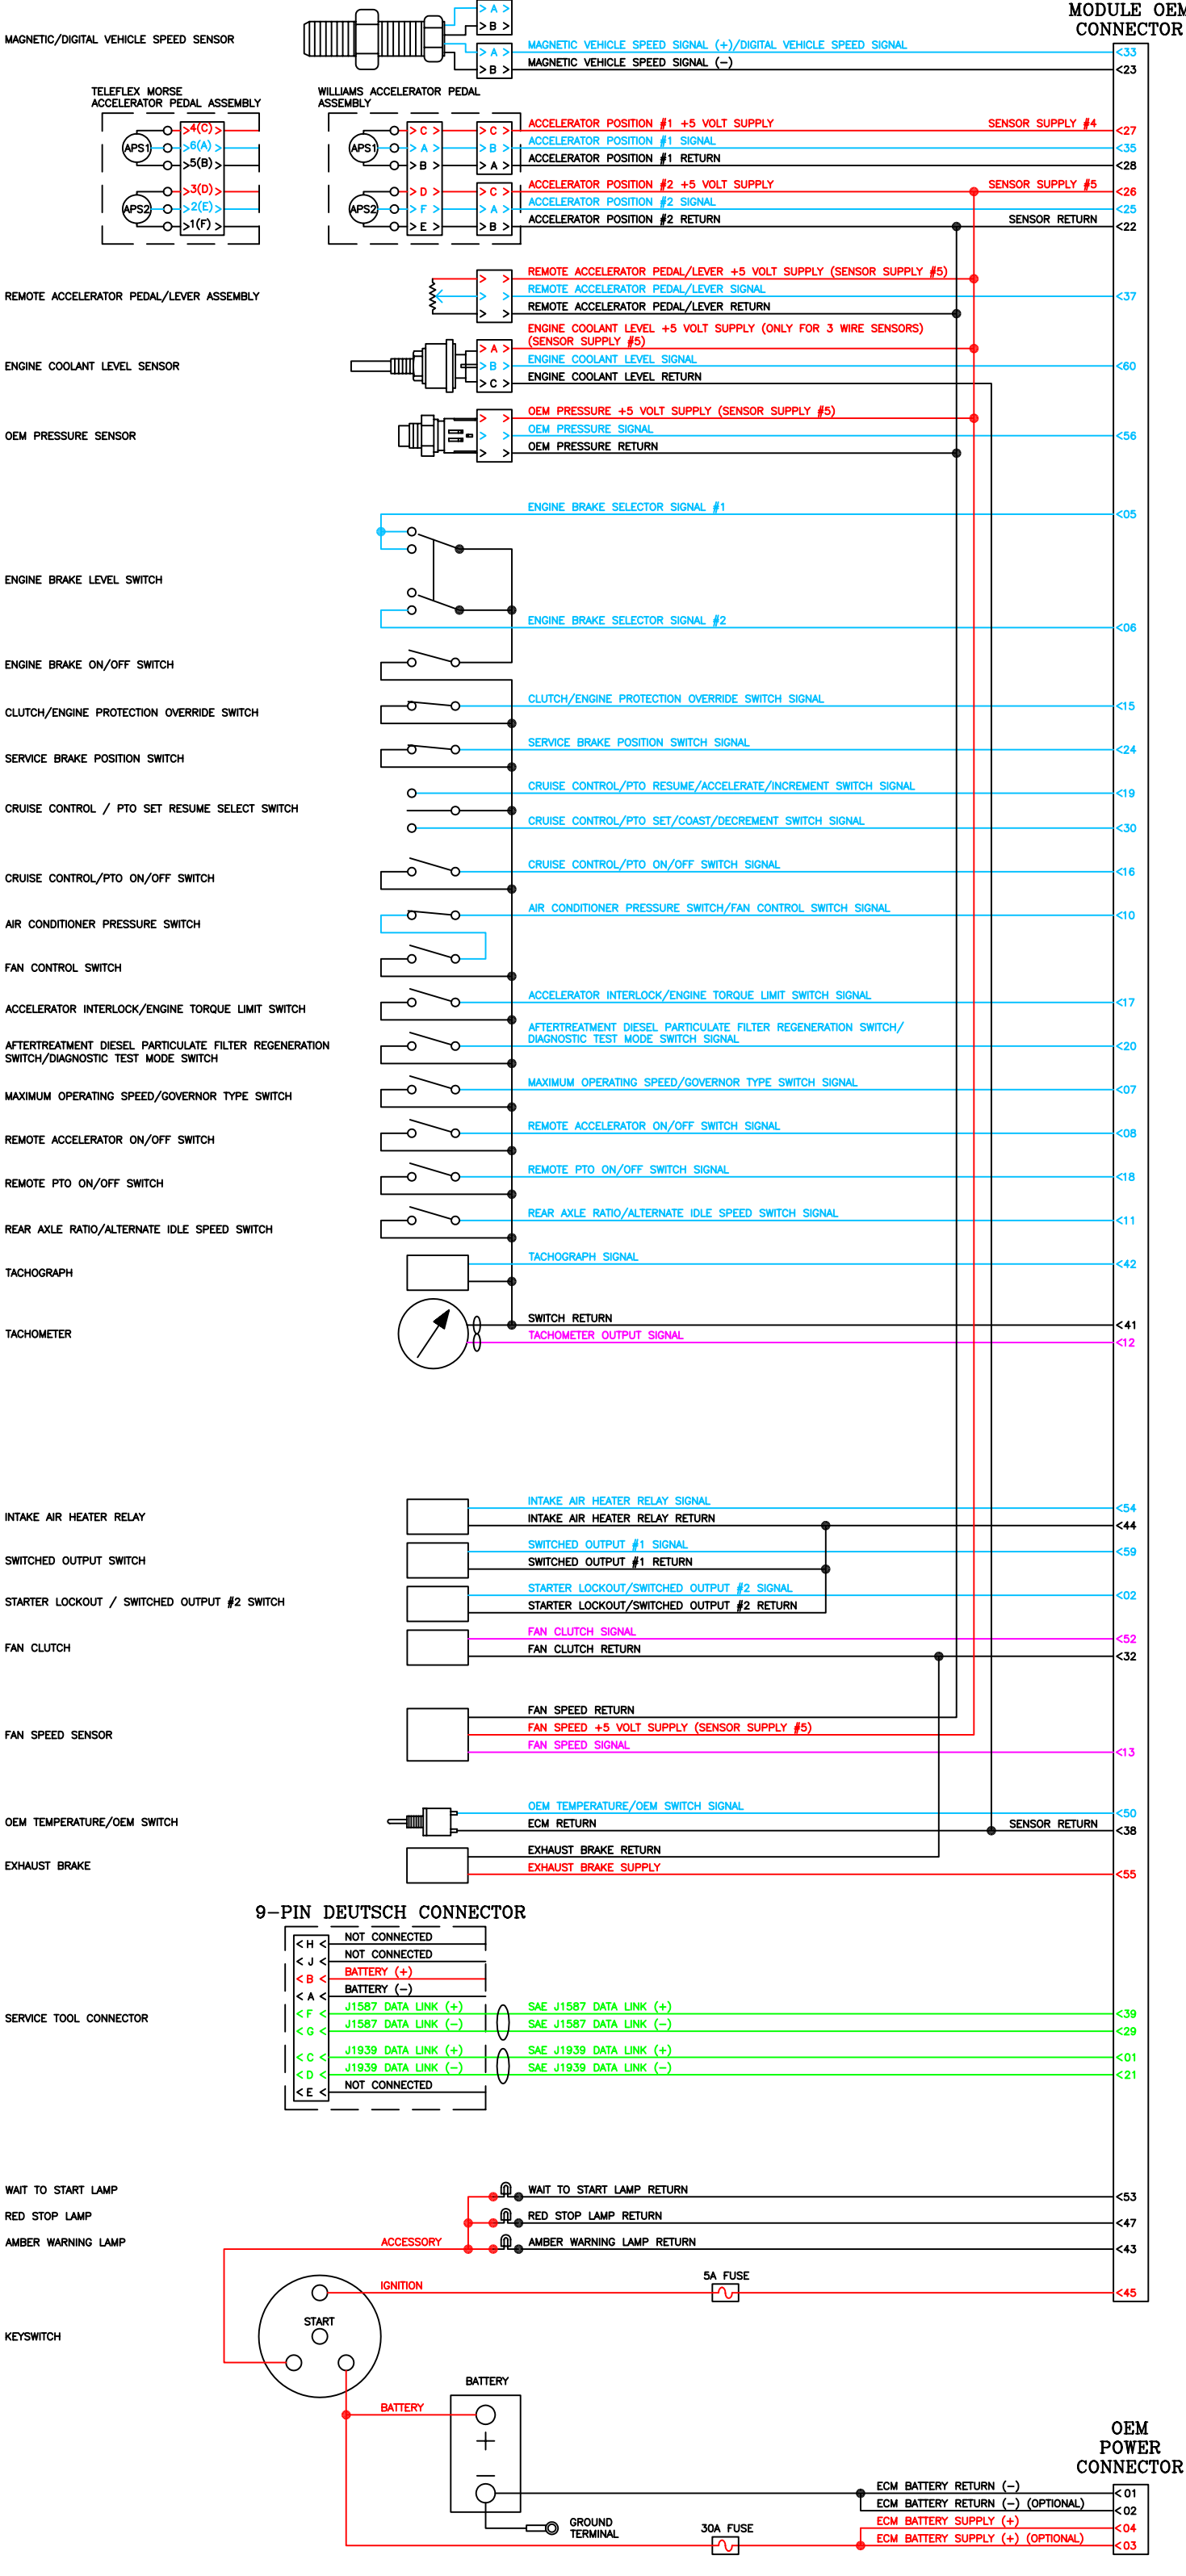 MODULE OEM
CONNECTOR
> A >
> B >
MAGNETIC/DIGITAL VEHICLE SPEED SENSOR
> A >
MAGNETIC VEHICLE SPEED SIGNAL (+)/DIGITAL VEHICLE SPEED SIGNAL
<33
> B >
MAGNETIC VEHICLE SPEED SIGNAL (-)
<23
TELEFLEX MORSE
ACCELERATOR PEDAL ASSEMBLY
WILLIAMS ACCELERATOR PEDAL
ASSEMBLY
APS1
>4(C)>
>6(A)>
>5(B)>
APS2
>3(D)>
>2(E)>
>1(F)>
APS1
> C > > C >
ACCELERATOR POSITION #1 +5 VOLT SUPPLY
SENSOR SUPPLY #4
<27
> A > > B >
ACCELERATOR POSITION #1 SIGNAL
<35
> B > > A >
ACCELERATOR POSITION #1 RETURN
<28
APS2
> D > > C >
ACCELERATOR POSITION #2 +5 VOLT SUPPLY
SENSOR SUPPLY #5
<26
> F > > A >
ACCELERATOR POSITION #2 SIGNAL
<25
> E > > B >
ACCELERATOR POSITION #2 RETURN
SENSOR RETURN
<22
REMOTE ACCELERATOR PEDAL/LEVER ASSEMBLY
> >
REMOTE ACCELERATOR PEDAL/LEVER +5 VOLT SUPPLY (SENSOR SUPPLY #5)
> >
REMOTE ACCELERATOR PEDAL/LEVER SIGNAL
<37
> >
REMOTE ACCELERATOR PEDAL/LEVER RETURN
ENGINE COOLANT LEVEL SENSOR
ENGINE COOLANT LEVEL +5 VOLT SUPPLY (ONLY FOR 3 WIRE SENSORS)
(SENSOR SUPPLY #5)
> A >
> B >
ENGINE COOLANT LEVEL SIGNAL
<60
> C >
ENGINE COOLANT LEVEL RETURN
OEM PRESSURE SENSOR
> >
OEM PRESSURE +5 VOLT SUPPLY (SENSOR SUPPLY #5)
> >
OEM PRESSURE SIGNAL
<56
> >
OEM PRESSURE RETURN
ENGINE BRAKE SELECTOR SIGNAL #1
<05
ENGINE BRAKE LEVEL SWITCH
ENGINE BRAKE SELECTOR SIGNAL #2
<06
ENGINE BRAKE ON/OFF SWITCH
CLUTCH/ENGINE PROTECTION OVERRIDE SWITCH
CLUTCH/ENGINE PROTECTION OVERRIDE SWITCH SIGNAL
<15
SERVICE BRAKE POSITION SWITCH
SERVICE BRAKE POSITION SWITCH SIGNAL
<24
CRUISE CONTROL / PTO SET RESUME SELECT SWITCH
CRUISE CONTROL/PTO RESUME/ACCELERATE/INCREMENT SWITCH SIGNAL
<19
CRUISE CONTROL/PTO SET/COAST/DECREMENT SWITCH SIGNAL
<30
CRUISE CONTROL/PTO ON/OFF SWITCH
CRUISE CONTROL/PTO ON/OFF SWITCH SIGNAL
<16
AIR CONDITIONER PRESSURE SWITCH
AIR CONDITIONER PRESSURE SWITCH/FAN CONTROL SWITCH SIGNAL
<10
FAN CONTROL SWITCH
ACCELERATOR INTERLOCK/ENGINE TORQUE LIMIT SWITCH
ACCELERATOR INTERLOCK/ENGINE TORQUE LIMIT SWITCH SIGNAL
<17
AFTERTREATMENT DIESEL PARTICULATE FILTER REGENERATION
SWITCH/DIAGNOSTIC TEST MODE SWITCH
AFTERTREATMENT DIESEL PARTICULATE FILTER REGENERATION SWITCH/
DIAGNOSTIC TEST MODE SWITCH SIGNAL
<20
MAXIMUM OPERATING SPEED/GOVERNOR TYPE SWITCH
MAXIMUM OPERATING SPEED/GOVERNOR TYPE SWITCH SIGNAL
<07
REMOTE ACCELERATOR ON/OFF SWITCH
REMOTE ACCELERATOR ON/OFF SWITCH SIGNAL
<08
REMOTE PTO ON/OFF SWITCH
REMOTE PTO ON/OFF SWITCH SIGNAL
<18
REAR AXLE RATIO/ALTERNATE IDLE SPEED SWITCH
REAR AXLE RATIO/ALTERNATE IDLE SPEED SWITCH SIGNAL
<11
TACHOGRAPH
TACHOGRAPH SIGNAL
<42
TACHOMETER
SWITCH RETURN
<41
TACHOMETER OUTPUT SIGNAL
<12
INTAKE AIR HEATER RELAY
INTAKE AIR HEATER RELAY SIGNAL
<54
INTAKE AIR HEATER RELAY RETURN
<44
SWITCHED OUTPUT SWITCH
SWITCHED OUTPUT #1 SIGNAL
<59
SWITCHED OUTPUT #1 RETURN
STARTER LOCKOUT / SWITCHED OUTPUT #2 SWITCH
STARTER LOCKOUT/SWITCHED OUTPUT #2 SIGNAL
<02
STARTER LOCKOUT/SWITCHED OUTPUT #2 RETURN
FAN CLUTCH
FAN CLUTCH SIGNAL
<52
FAN CLUTCH RETURN
<32
FAN SPEED SENSOR
FAN SPEED RETURN
FAN SPEED +5 VOLT SUPPLY (SENSOR SUPPLY #5)
FAN SPEED SIGNAL
<13
OEM TEMPERATURE/OEM SWITCH
OEM TEMPERATURE/OEM SWITCH SIGNAL
<50
ECM RETURN
SENSOR RETURN
<38
EXHAUST BRAKE
EXHAUST BRAKE RETURN
EXHAUST BRAKE SUPPLY
<55
9-PIN DEUTSCH CONNECTOR
< H <
NOT CONNECTED
< J <
NOT CONNECTED
< B <
BATTERY (+)
< A <
BATTERY (-)
SERVICE TOOL CONNECTOR
< F <
J1587 DATA LINK (+)
SAE J1587 DATA LINK (+)
<39
< G <
J1587 DATA LINK (-)
SAE J1587 DATA LINK (-)
<29
< C <
J1939 DATA LINK (+)
SAE J1939 DATA LINK (+)
<01
< D <
J1939 DATA LINK (-)
SAE J1939 DATA LINK (-)
<21
< E <
NOT CONNECTED
WAIT TO START LAMP
WAIT TO START LAMP RETURN
<53
RED STOP LAMP
RED STOP LAMP RETURN
<47
AMBER WARNING LAMP
ACCESSORY
AMBER WARNING LAMP RETURN
<43
IGNITION
5A FUSE
<45
START
KEYSWITCH
BATTERY
BATTERY
+
-
OEM
POWER
CONNECTOR
ECM BATTERY RETURN (-)
< 01
ECM BATTERY RETURN (-) (OPTIONAL)
< 02
GROUND
TERMINAL
30A FUSE
ECM BATTERY SUPPLY (+)
< 04
ECM BATTERY SUPPLY (+) (OPTIONAL)
< 03